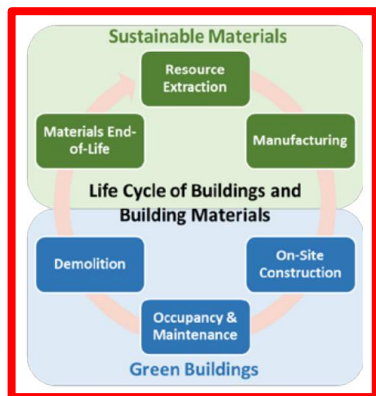 Sustainable Materials
Resource
Extraction
Materials End-
of-Life
Manufacturing
Life Cycle of Buildings and
Building Materials
Demolition
On-Site
Construction
Occupancy &
Maintenance
Green Buildings